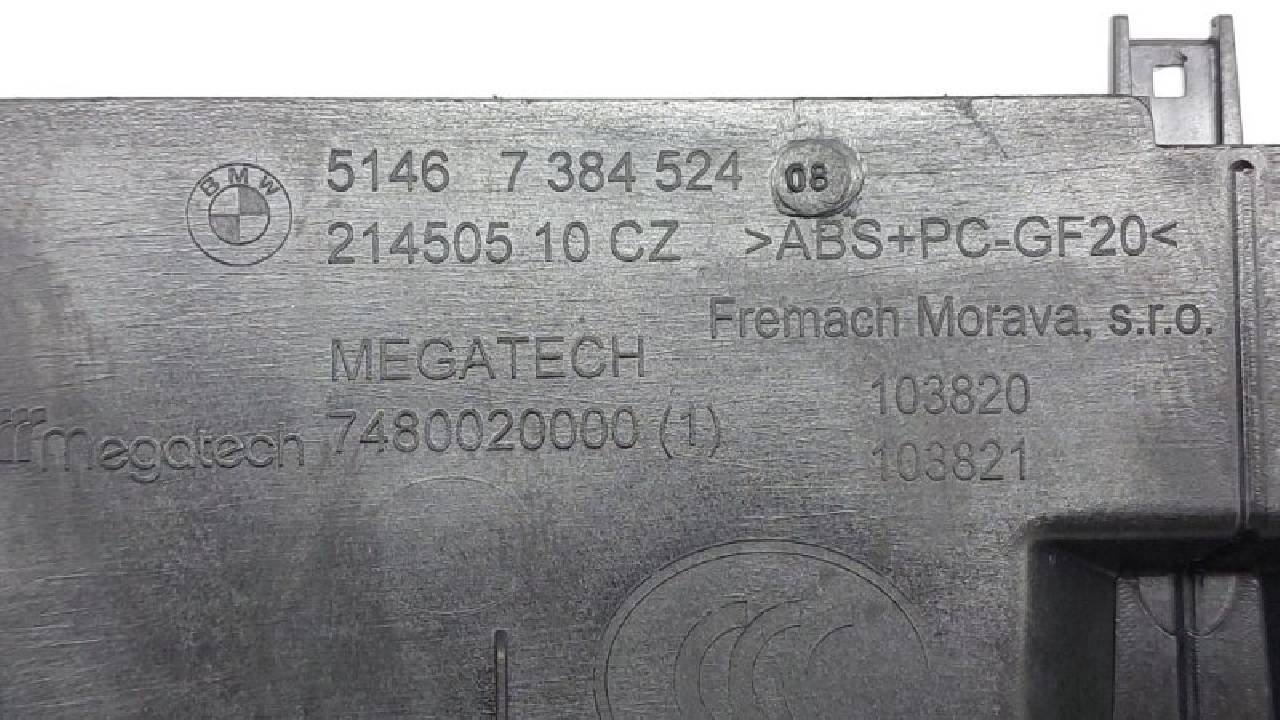 BMW
5146 7 384 524 08
214505 10 CZ >ABS+PC-GF20<
Fremach Morava, s.r.o.
MEGATECH
103820
megatech 7480020000 (1)
103821